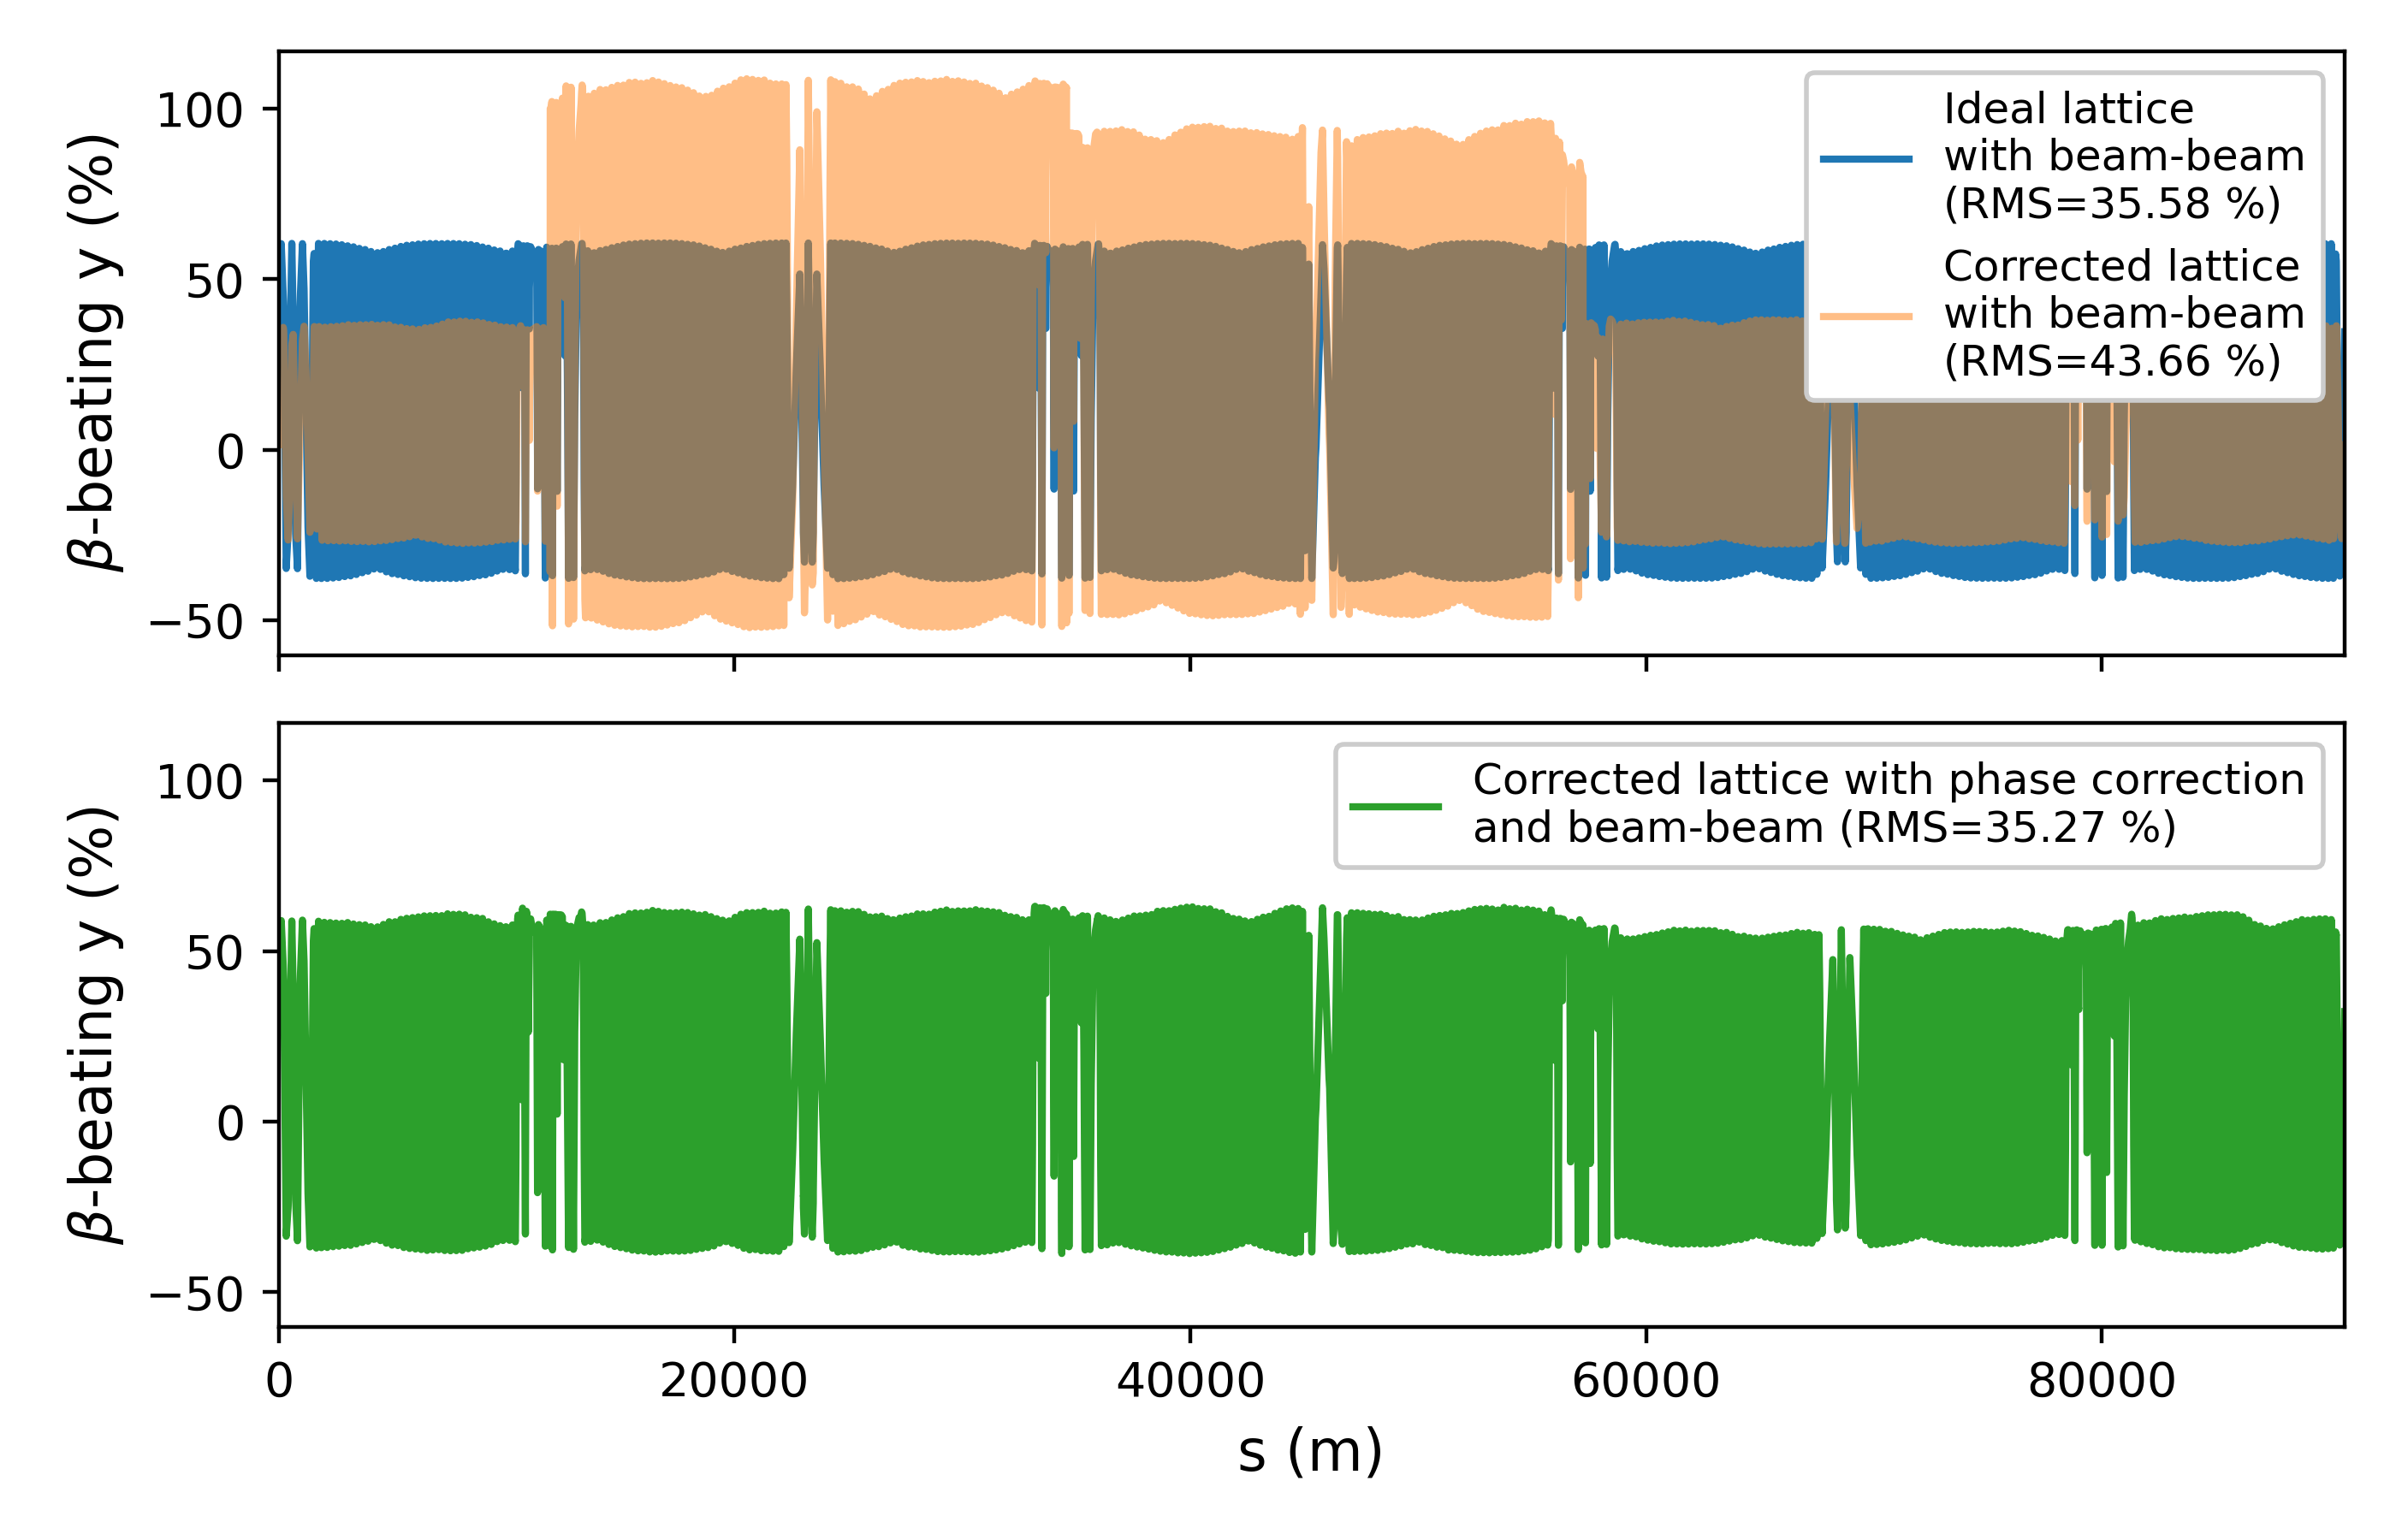 β-beating y (%)
100
50
0
−50
Ideal lattice
with beam-beam
(RMS=35.58 %)
Corrected lattice
with beam-beam
(RMS=43.66 %)
β-beating y (%)
100
50
0
−50
Corrected lattice with phase correction
and beam-beam (RMS=35.27 %)
0 20000 40000 60000 80000
s (m)